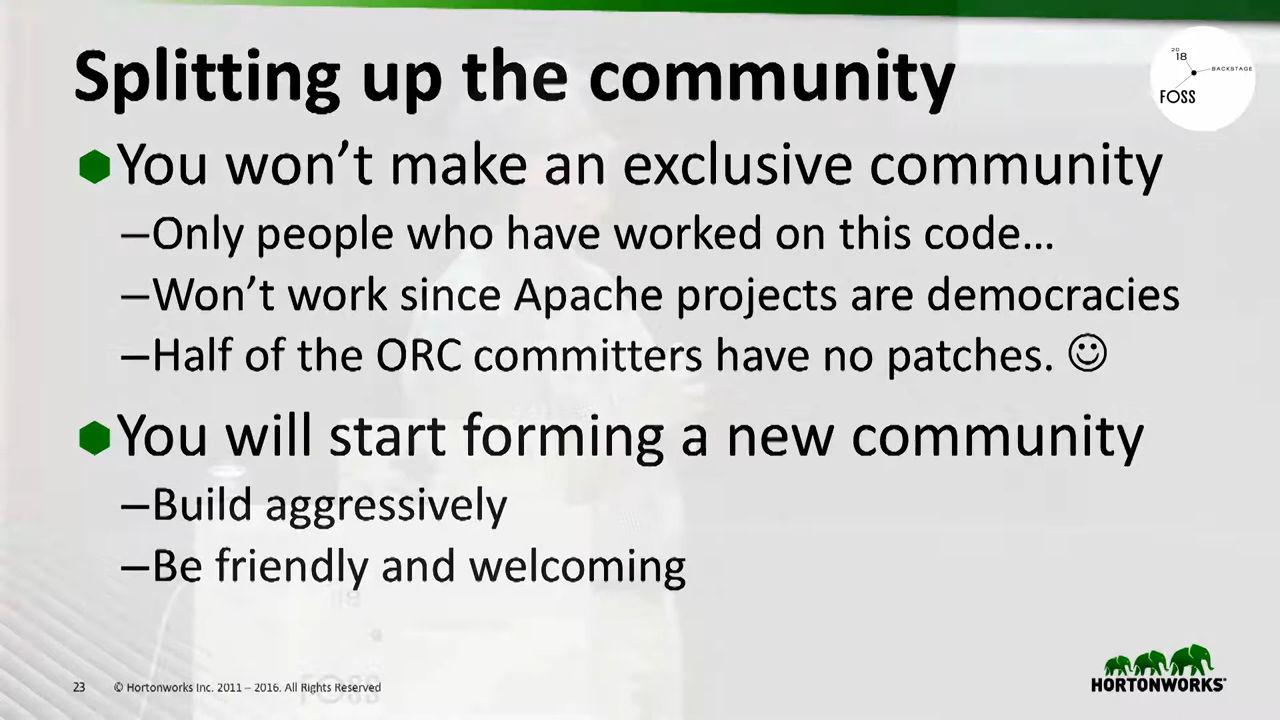 Splitting up the community
20
18
BACKSTAGE
FOSS
You won’t make an exclusive community
–Only people who have worked on this code…
–Won’t work since Apache projects are democracies
–Half of the ORC committers have no patches. ☺
You will start forming a new community
–Build aggressively
–Be friendly and welcoming
18
FOSS
23 © Hortonworks Inc. 2011 – 2016. All Rights Reserved
HORTONWORKS